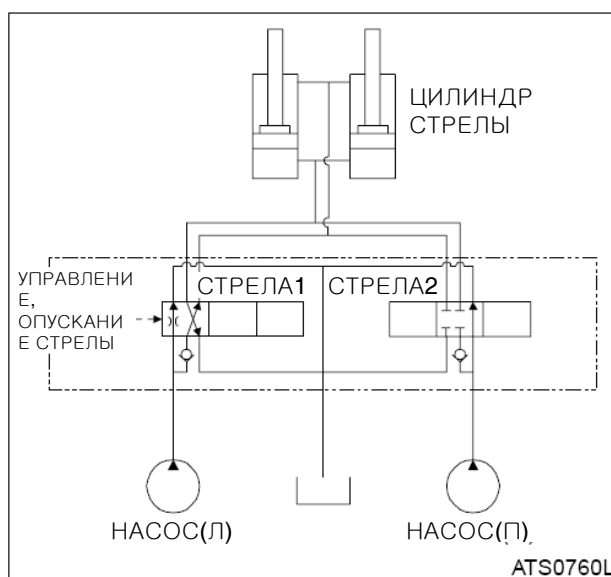 ЦИЛИНДР
СТРЕЛЫ
УПРАВЛЕНИ
Е,
ОПУСКАНИ
Е СТРЕЛЫ
СТРЕЛА1
СТРЕЛА2
НАСОС(Л)
НАСОС(П)
ATS0760L